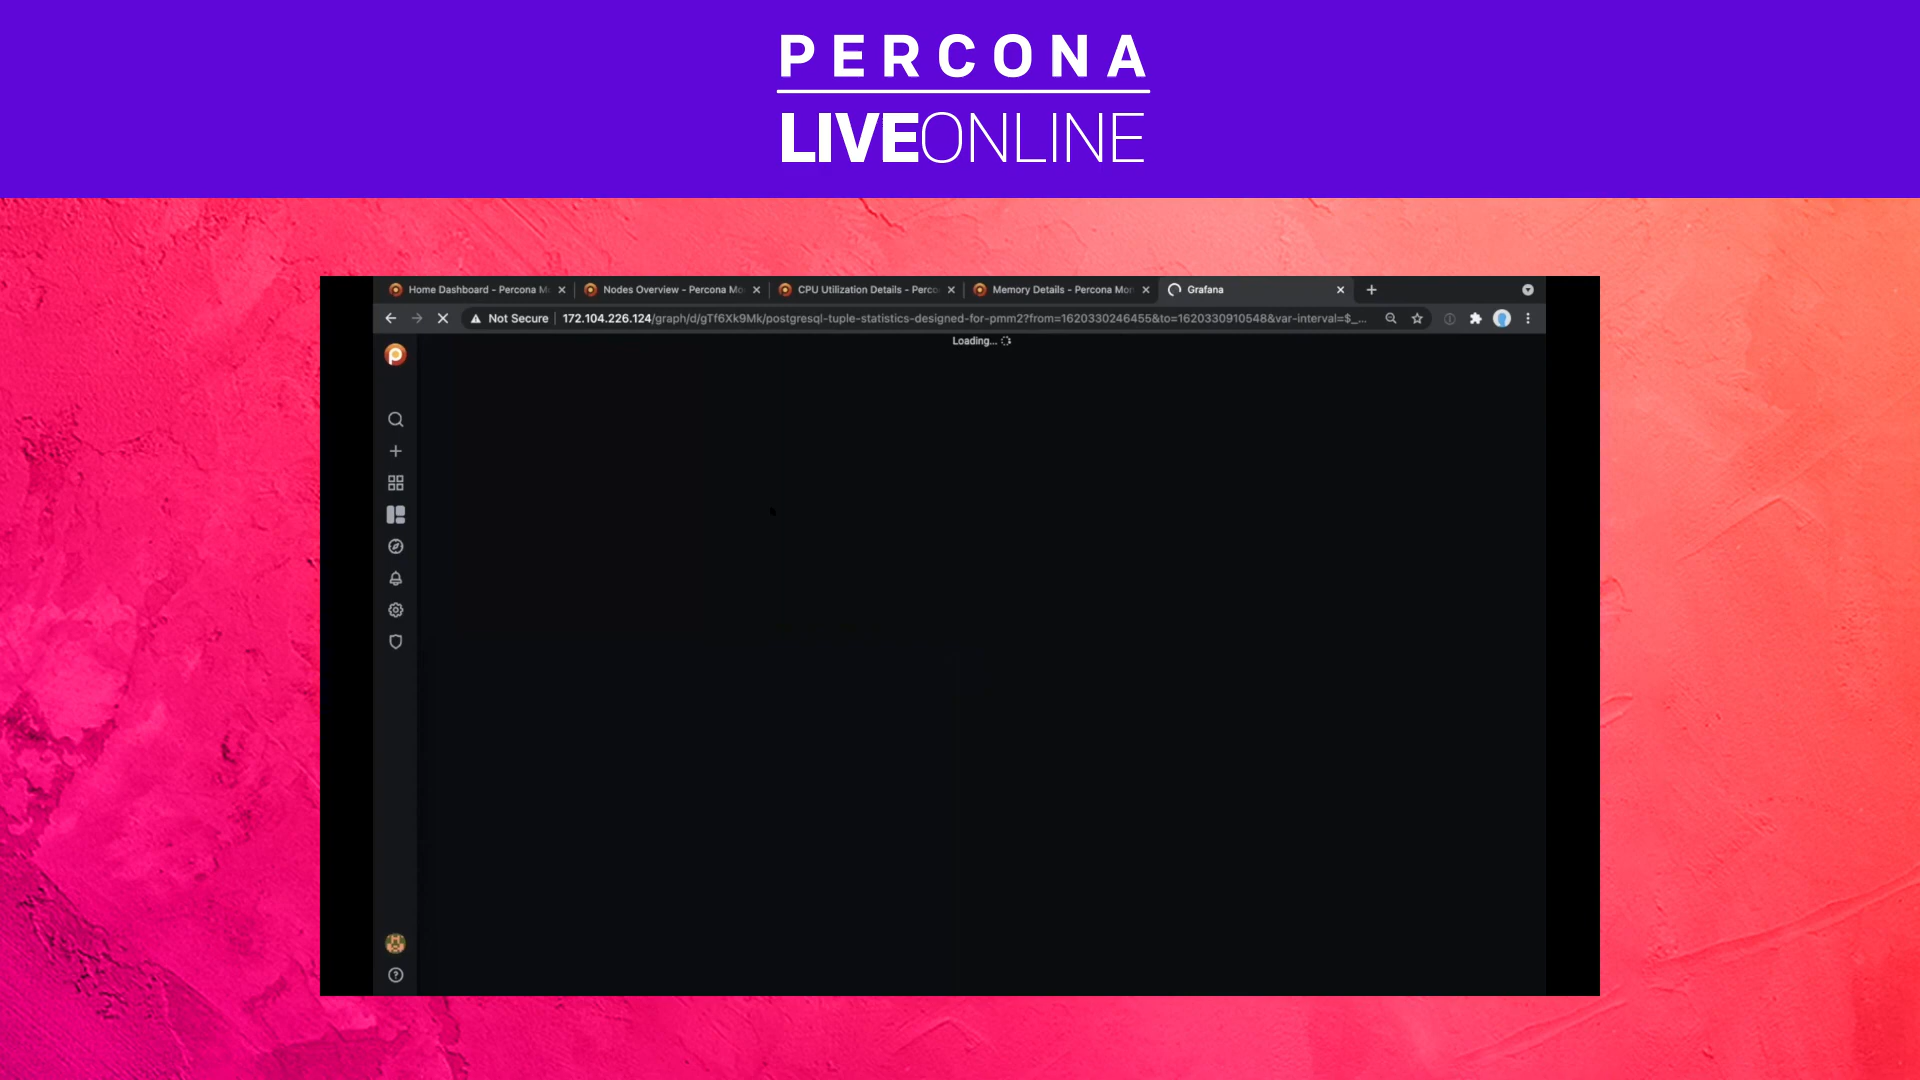 PERCONA
LIVEONLINE
Home Dashboard - Percona M
Nodes Overview - Percona Mo
CPU Utilization Details - Perco
Memory Details - Percona Mon
Grafana
Not Secure
172.104.226.124/graph/d/gTf6Xk9Mk/postgresql-tuple-statistics-designed-for-pmm2?from=1620330246455&to=1620330910548&var-interval=$_...
Loading...